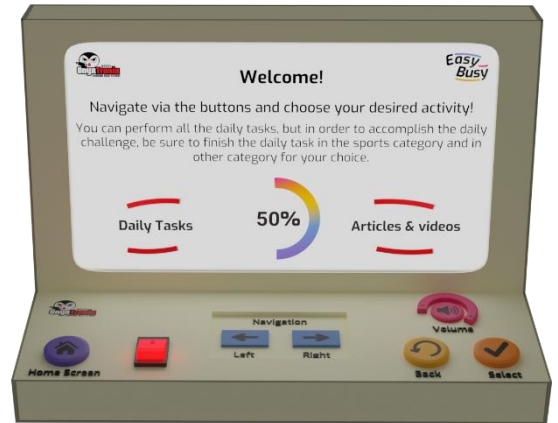 Easy
Busy
Welcome!
Navigate via the buttons and choose your desired activity!
You can perform all the daily tasks, but in order to accomplish the daily
challenge, be sure to finish the daily task in the sports category and in
other category for your choice.
Daily Tasks
50%
Articles & videos
Navigation
Left
Right
Volume
Home Screen
Back
Select